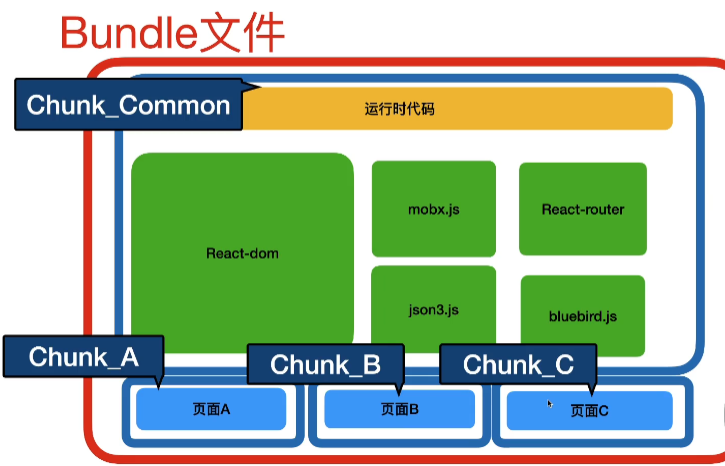 Bundle文件
Chunk_Common
运行时代码
React-dom
mobx.js
React-router
json3.js
bluebird.js
Chunk_A
Chunk_B
Chunk_C
页面A
页面B
页面C